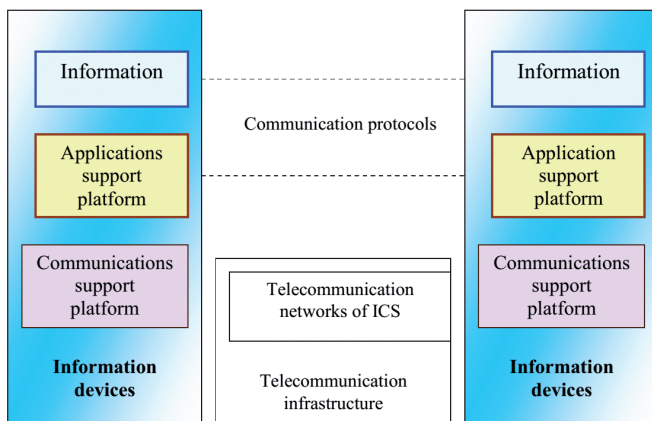 Information
Applications
support
platform
Communications
support
platform
Information
devices
Communication protocols
Telecommunication
networks of ICS
Telecommunication
infrastructure
Information
Application
support
platform
Communications
support
platform
Information
devices